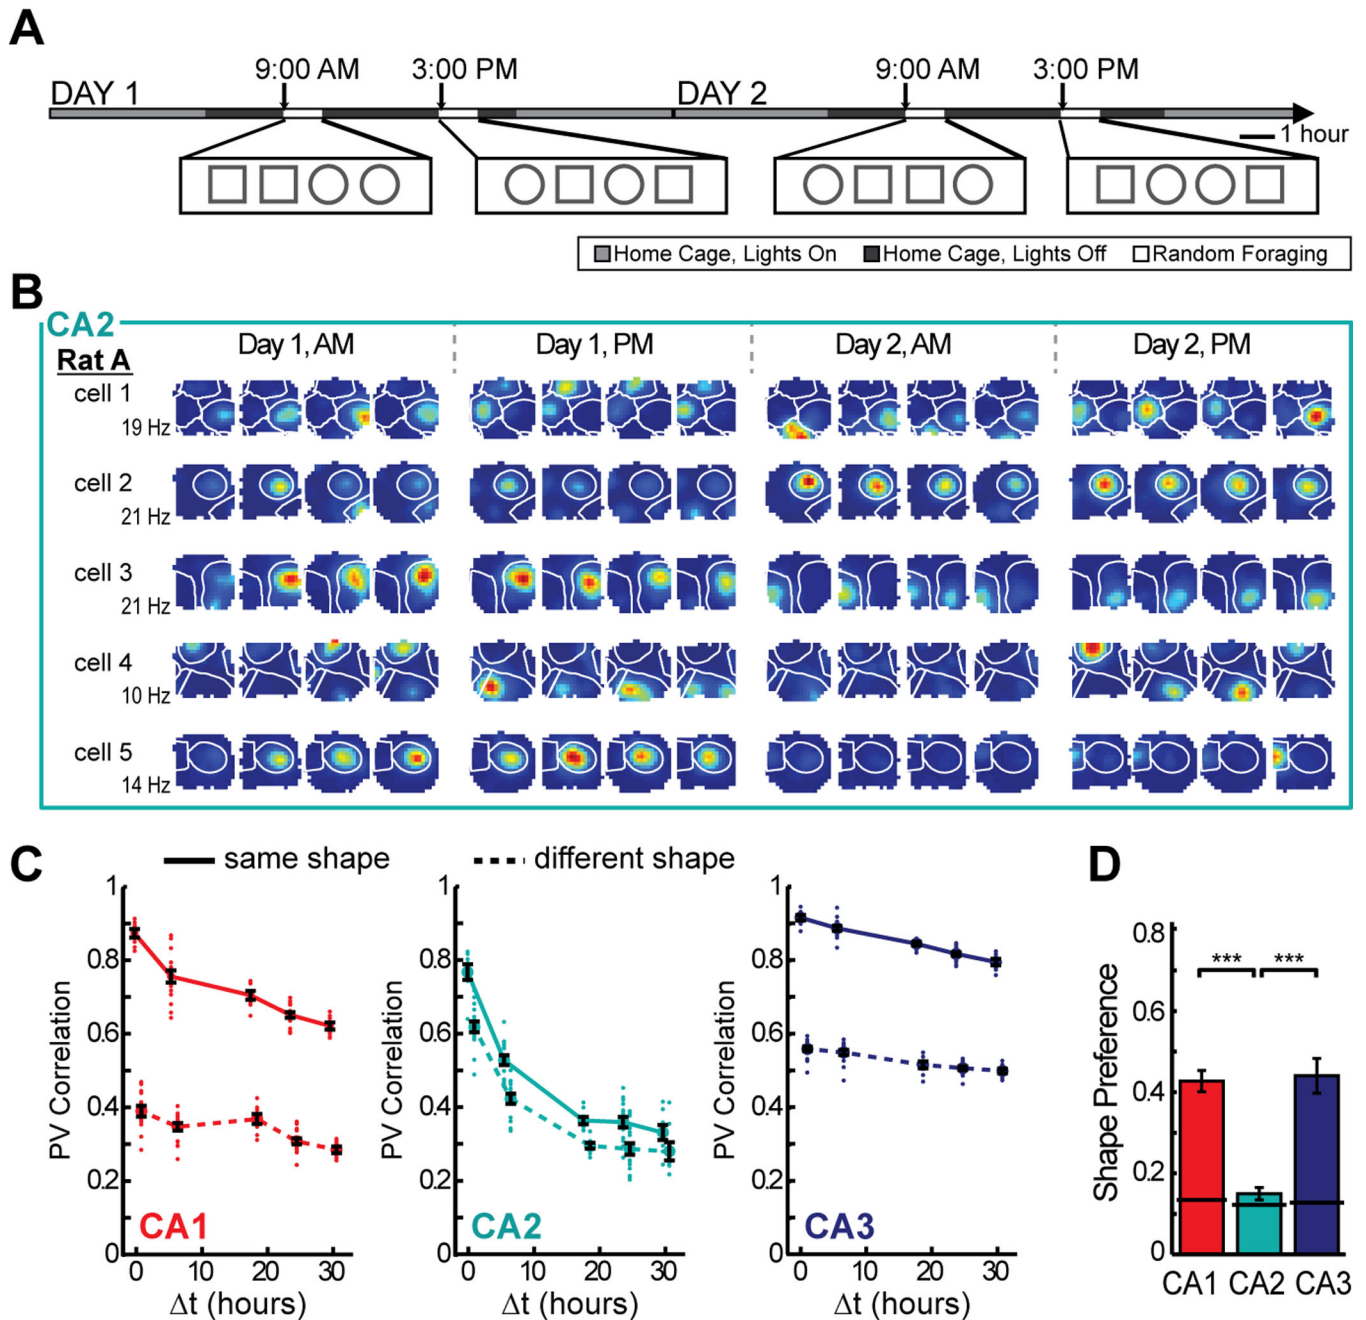 A
9:00 AM 3:00 PM 9:00 AM 3:00 PM
DAY 1 DAY 2
1 hour
Home Cage, Lights On Home Cage, Lights Off Random Foraging
B
CA2
Day 1, AM Day 1, PM Day 2, AM Day 2, PM
Rat A
cell 1
19 Hz
cell 2
21 Hz
cell 3
21 Hz
cell 4
10 Hz
cell 5
14 Hz
C
same shape different shape
PV Correlation
1
0.8
0.6
0.4
0.2
0
CA1
0 10 20 30
Δt (hours)
PV Correlation
1
0.8
0.6
0.4
0.2
0
CA2
0 10 20 30
Δt (hours)
PV Correlation
1
0.8
0.6
0.4
0.2
0
CA3
0 10 20 30
Δt (hours)
D
Shape Preference
0.8
0.6
0.4
0.2
0
*** ***
CA1 CA2 CA3